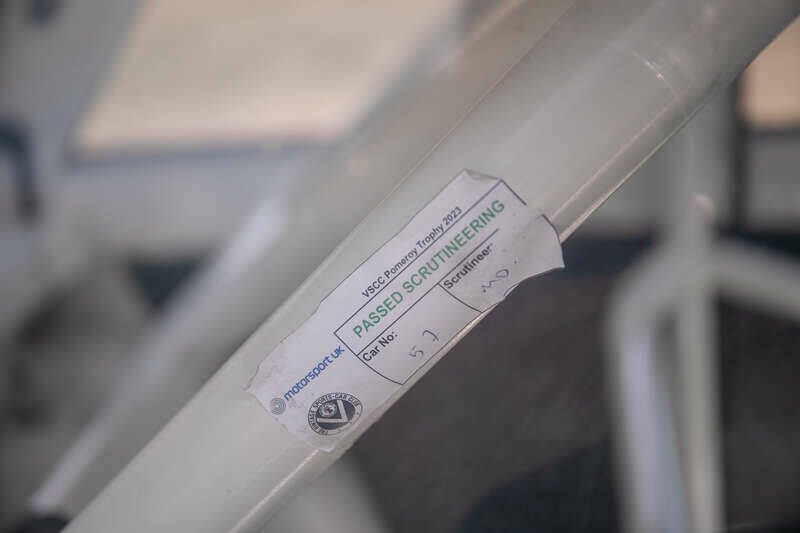 VSCC Pomeroy Trophy 2023
PASSED SCRUTINEERING
Car No:
Scrutineer
57
motorsport UK